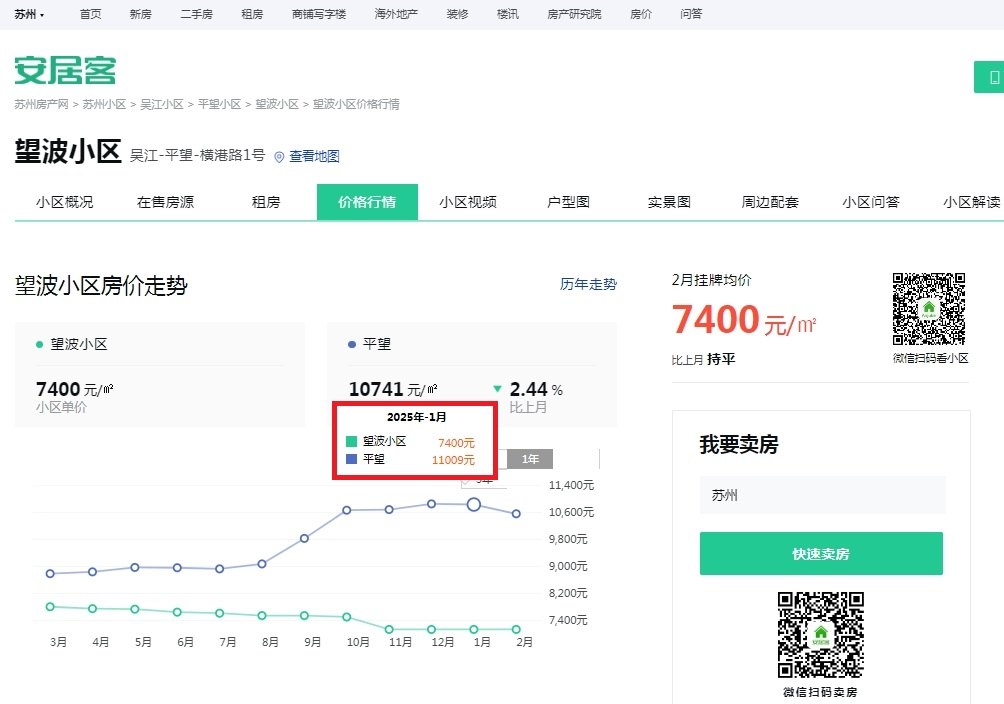 苏州 首页 新房 二手房 租房 商铺写字楼 海外地产 装修 楼讯 房产研究院 房价 问答
安居客
苏州房产网 > 苏州小区 > 吴江小区 > 平望小区 > 望波小区 > 望波小区价格行情
望波小区 吴江-平望-横港路1号 查看地图
小区概况 在售房源 租房 价格行情 小区视频 户型图 实景图 周边配套 小区问答 小区解读
望波小区房价走势 历年走势
望波小区
7400 元/㎡
小区单价
平望
10741 元/㎡ 2.44 %
比上月
2025年-1月
望波小区 7400元
平望 11009元
1年
11,400元
10,600元
9,800元
9,000元
8,200元
7,400元
3月 4月 5月 6月 7月 8月 9月 10月 11月 12月 1月 2月
2月挂牌均价
7400 元/㎡
比上月 持平
微信扫码看小区
我要卖房
苏州
快速卖房
微信扫码卖房